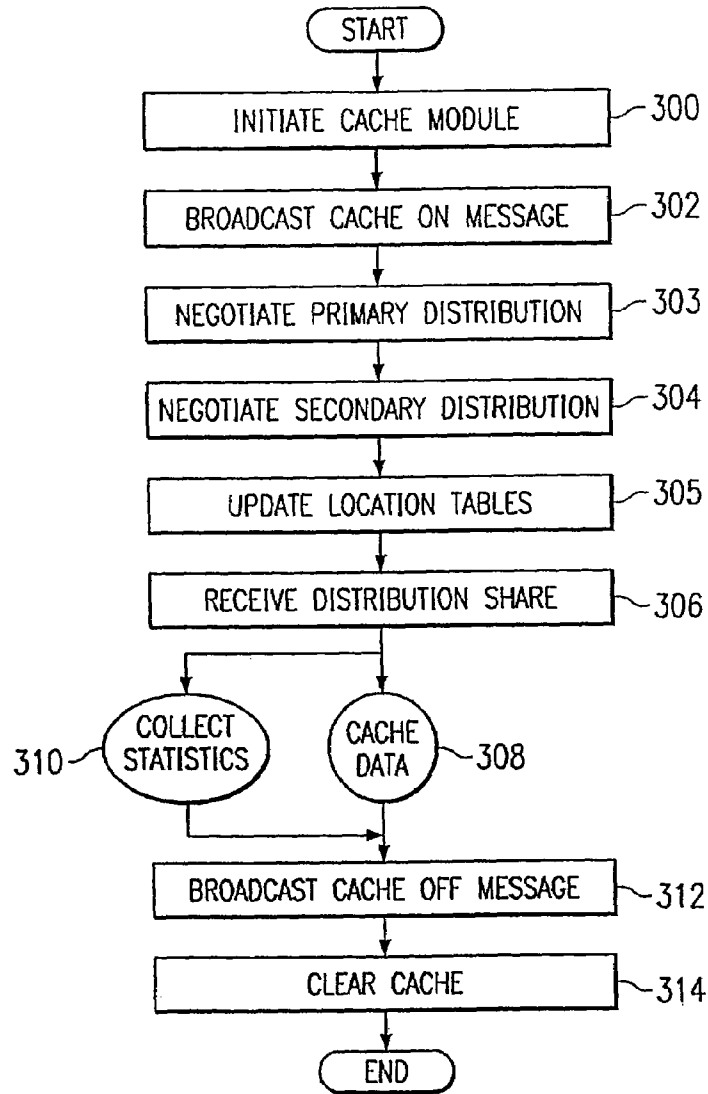 START
INITIATE CACHE MODULE
300
BROADCAST CACHE ON MESSAGE
302
NEGOTIATE PRIMARY DISTRIBUTION
303
NEGOTIATE SECONDARY DISTRIBUTION
304
UPDATE LOCATION TABLES
305
RECEIVE DISTRIBUTION SHARE
306
310
COLLECT
STATISTICS
CACHE
DATA
308
BROADCAST CACHE OFF MESSAGE
312
CLEAR CACHE
314
END